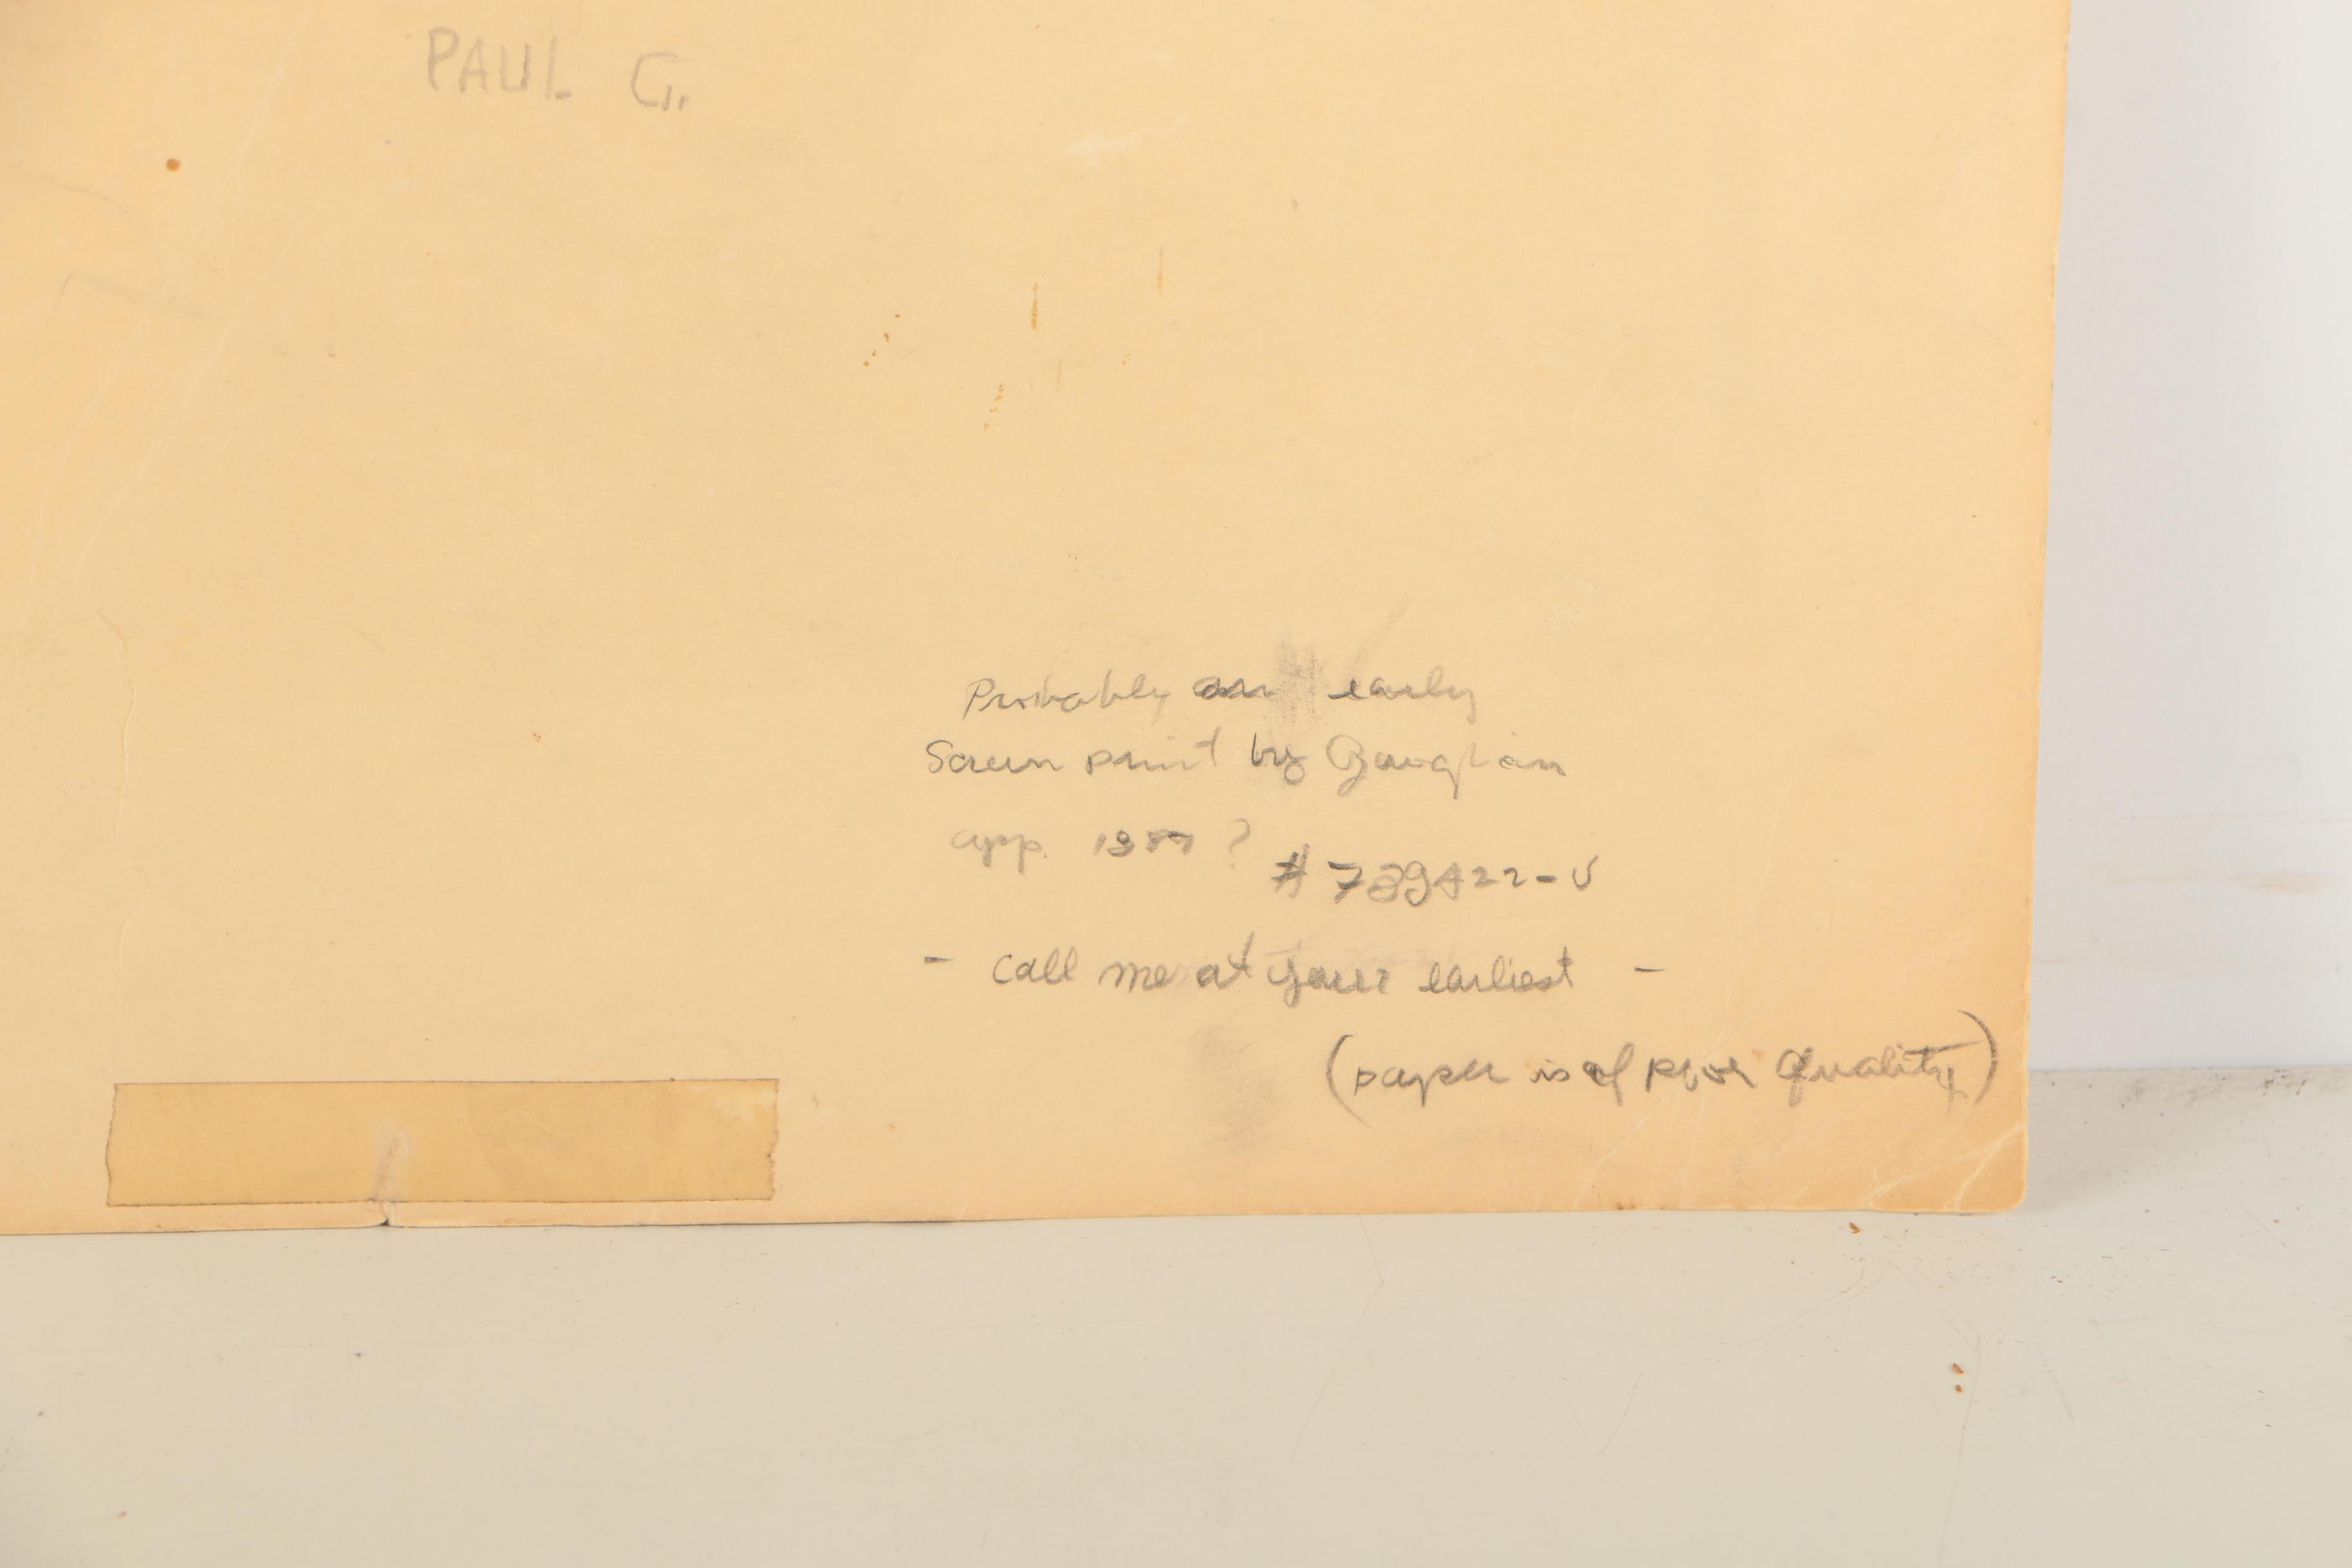 PAUL G.
Probably an early
Screen print by Gauguin
app. 1887 ?
# 789422-V
- call me at your earliest -
(paper is of poor quality)